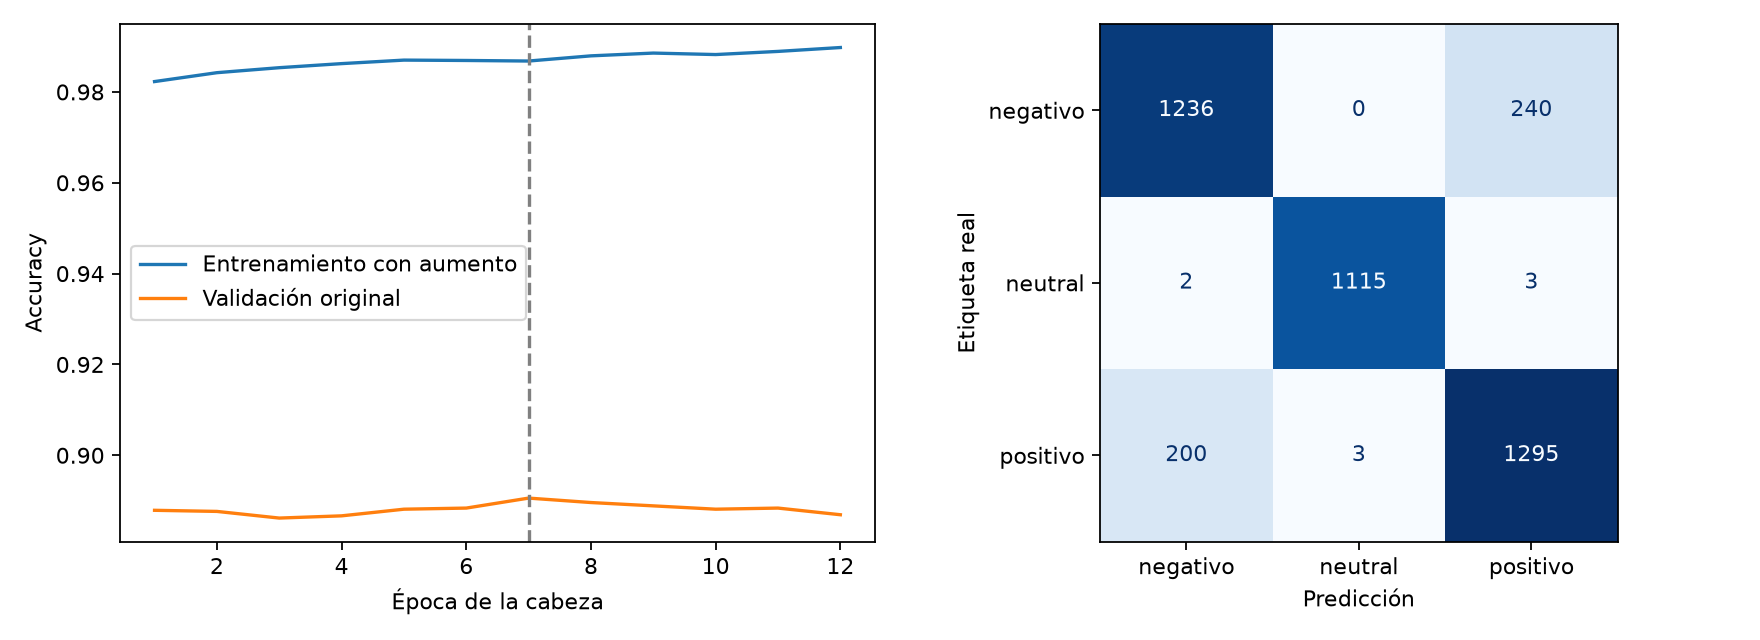 0.98
0.96
0.94
0.92
0.90
Accuracy
Entrenamiento con aumento
Validación original
2 4 6 8 10 12
Época de la cabeza
Etiqueta real
negativo 1236 0 240
neutral 2 1115 3
positivo 200 3 1295
negativo neutral positivo
Predicción